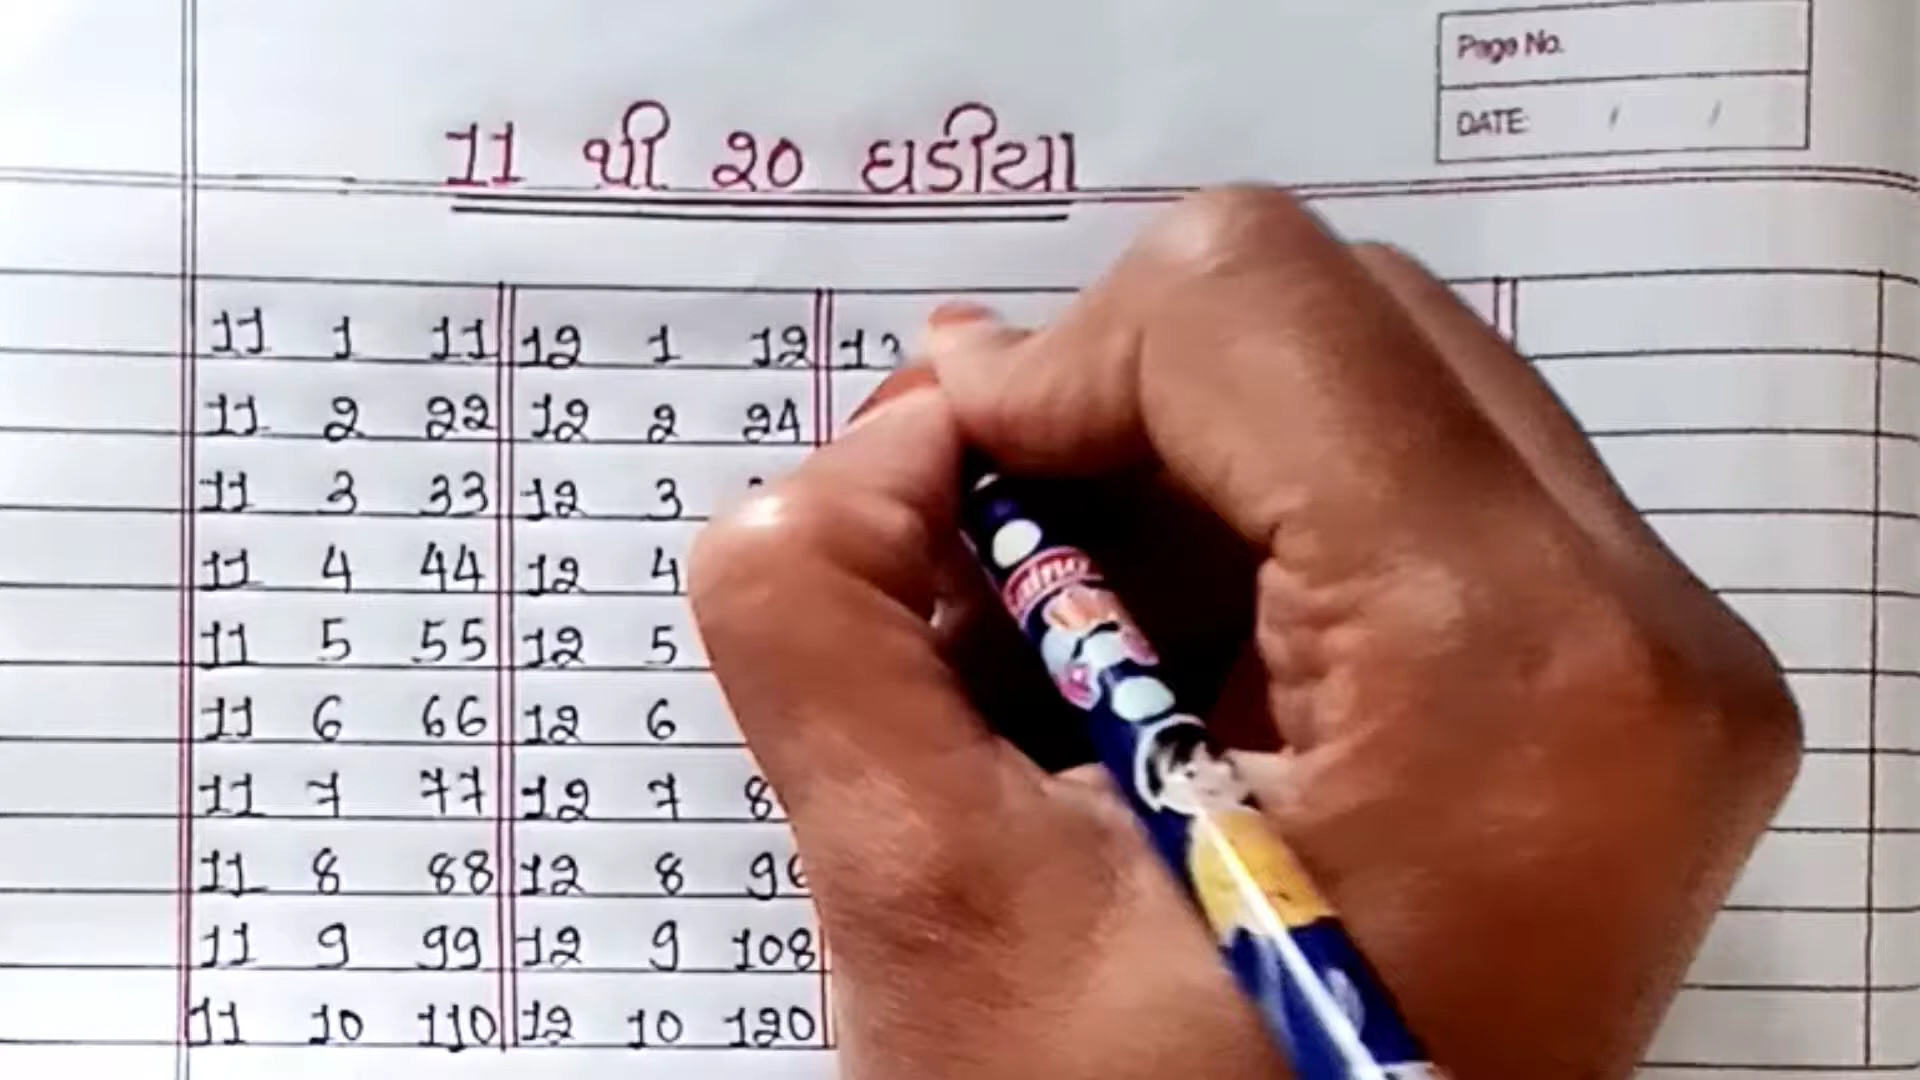 Page No.
DATE: / /
11 થી 20 ઘડીયા
11 1 11 12 1 12
11 2 22 12 2 24
11 3 33 12 3
11 4 44 12 4
11 5 55 12 5
11 6 66 12 6
11 7 77 12 7
11 8 88 12 8
11 9 99 12 9 108
11 10 110 12 10 120